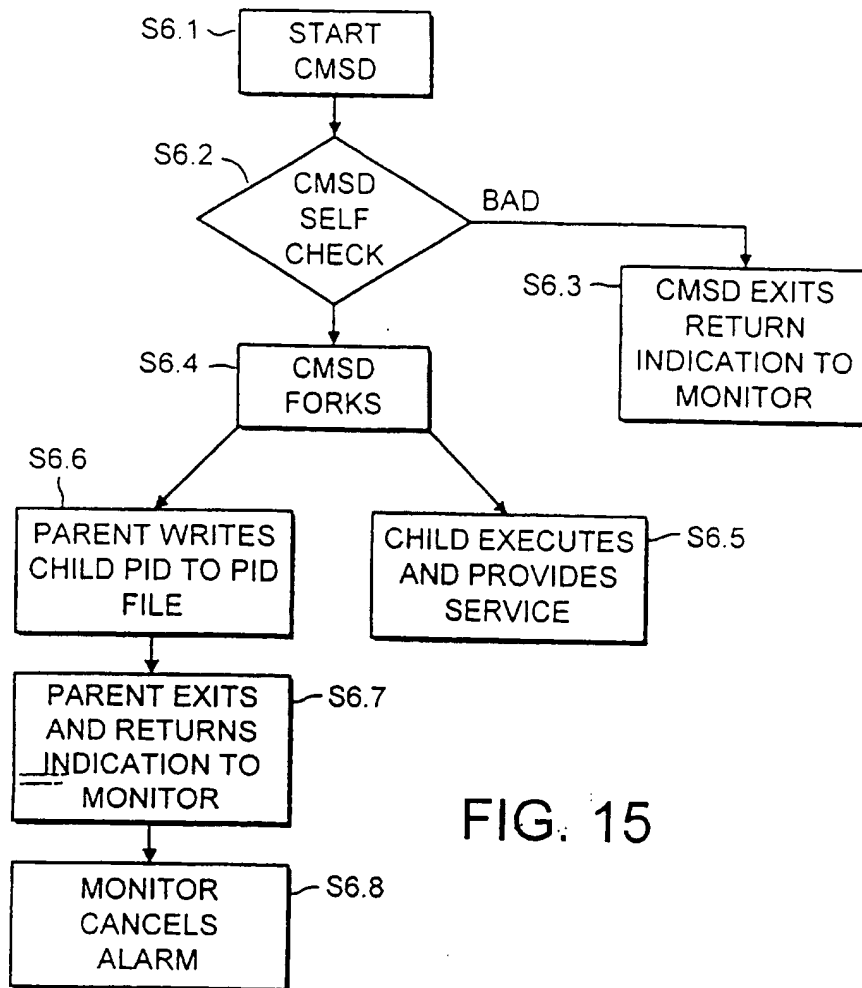 S6.1
START
CMSD
S6.2
CMSD
SELF
CHECK
BAD
S6.3
CMSD EXITS
RETURN
INDICATION TO
MONITOR
S6.4
CMSD
FORKS
S6.6
PARENT WRITES
CHILD PID TO PID
FILE
CHILD EXECUTES
AND PROVIDES
SERVICE
S6.5
PARENT EXITS
AND RETURNS
INDICATION TO
MONITOR
S6.7
FIG. 15
MONITOR
CANCELS
ALARM
S6.8